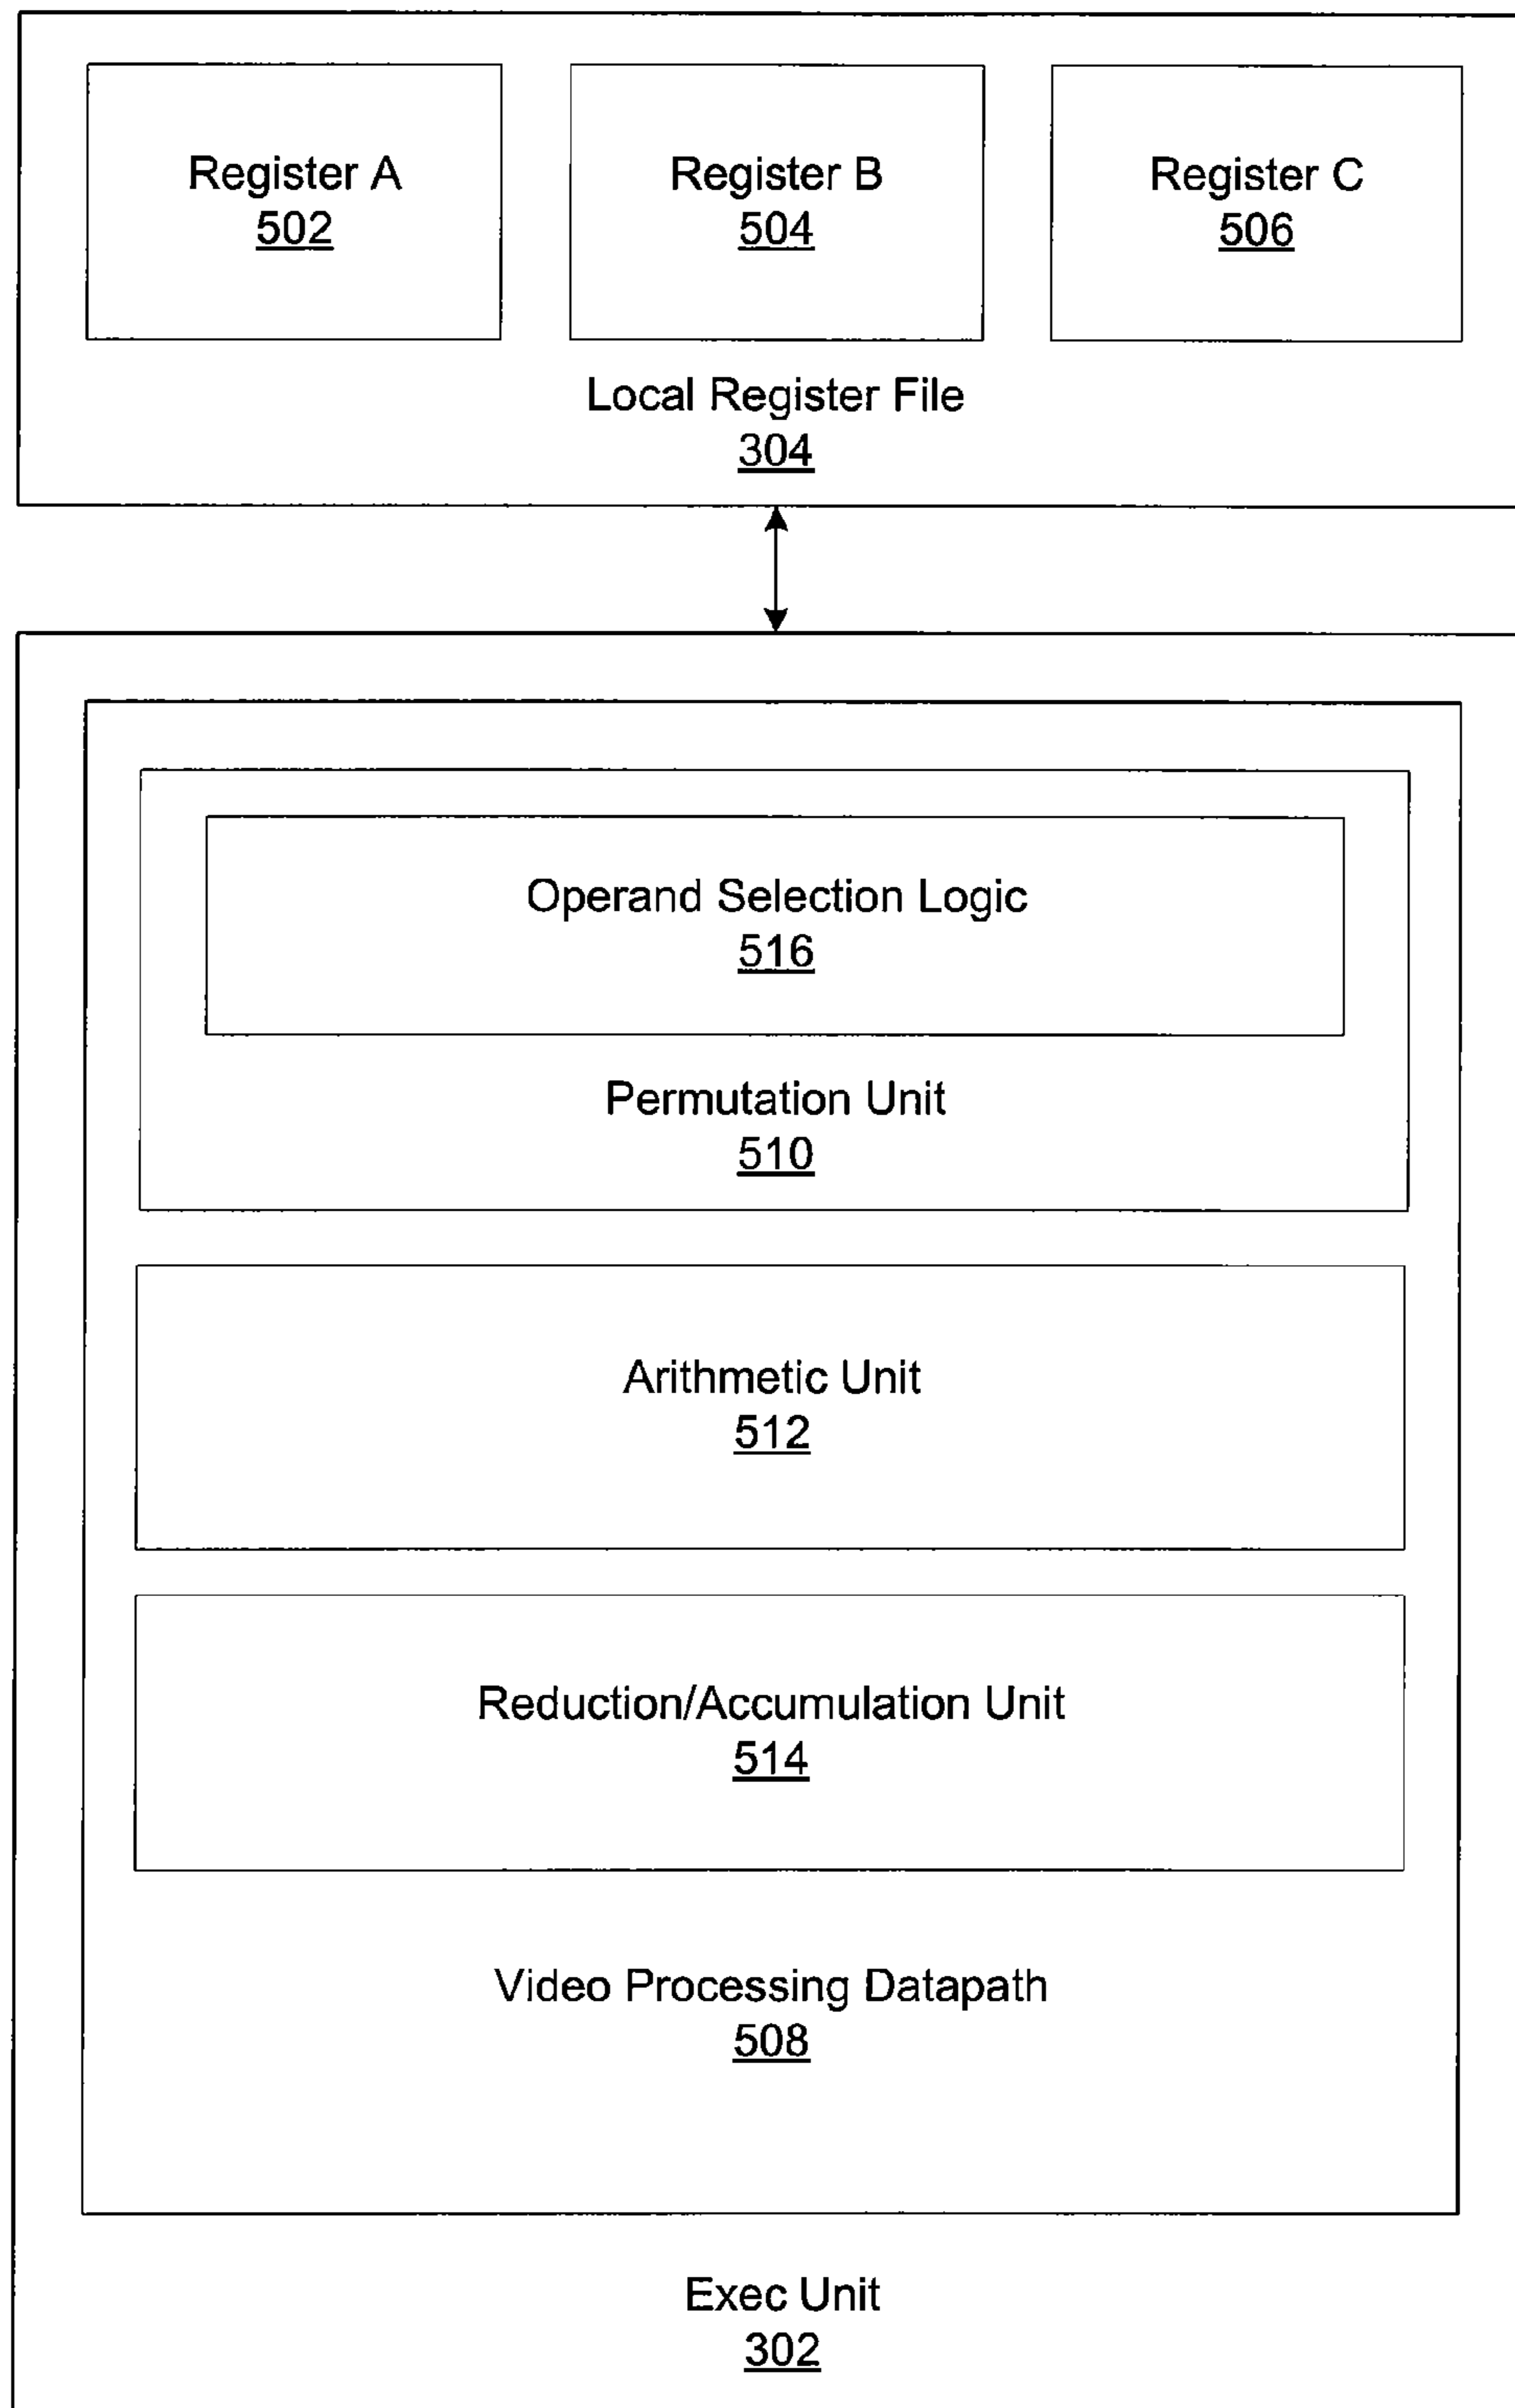 Register A
502
Register B
504
Register C
506
Local Register File
304
Operand Selection Logic
516
Permutation Unit
510
Arithmetic Unit
512
Reduction/Accumulation Unit
514
Video Processing Datapath
508
Exec Unit
302